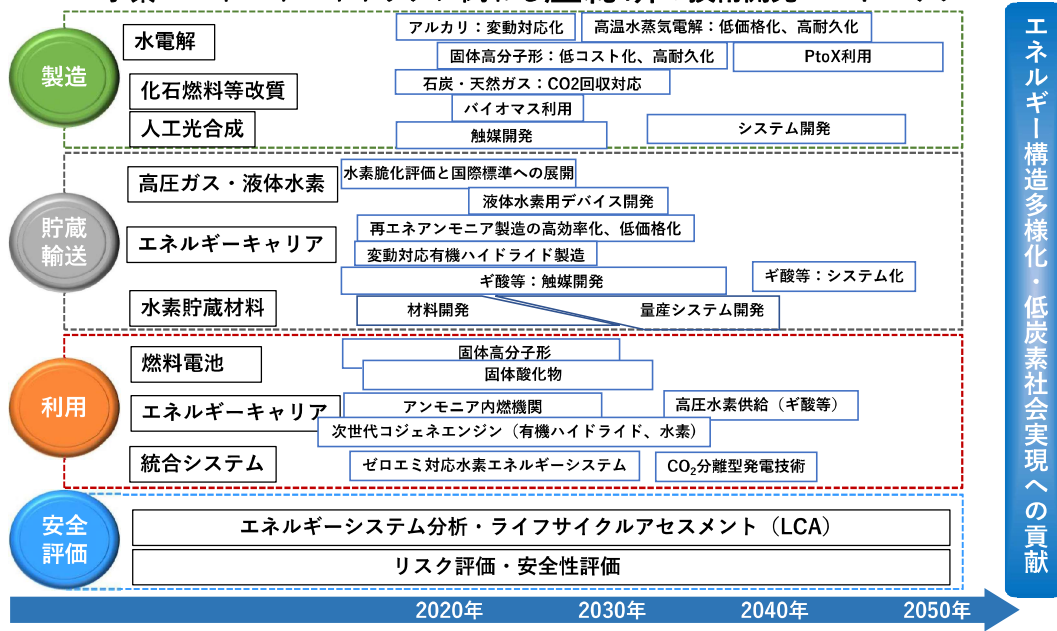 製造
水電解
アルカリ：変動対応化
高温水蒸気電解：低価格化、高耐久化
固体高分子形：低コスト化、高耐久化
PtoX利用
化石燃料等改質
石炭・天然ガス：CO2回収対応
バイオマス利用
人工光合成
触媒開発
システム開発
貯蔵
輸送
高圧ガス・液体水素
水素脆化評価と国際標準への展開
液体水素用デバイス開発
エネルギーキャリア
再エネアンモニア製造の高効率化、低価格化
変動対応有機ハイドライド製造
ギ酸等：触媒開発
ギ酸等：システム化
水素貯蔵材料
材料開発
量産システム開発
利用
燃料電池
固体高分子形
固体酸化物
エネルギーキャリア
アンモニア内燃機関
高圧水素供給（ギ酸等）
次世代コジェネエンジン（有機ハイドライド、水素）
統合システム
ゼロエミ対応水素エネルギーシステム
CO₂分離型発電技術
安全
評価
エネルギーシステム分析・ライフサイクルアセスメント（LCA）
リスク評価・安全性評価
2020年
2030年
2040年
2050年
エネルギー構造多様化・低炭素社会実現への貢献